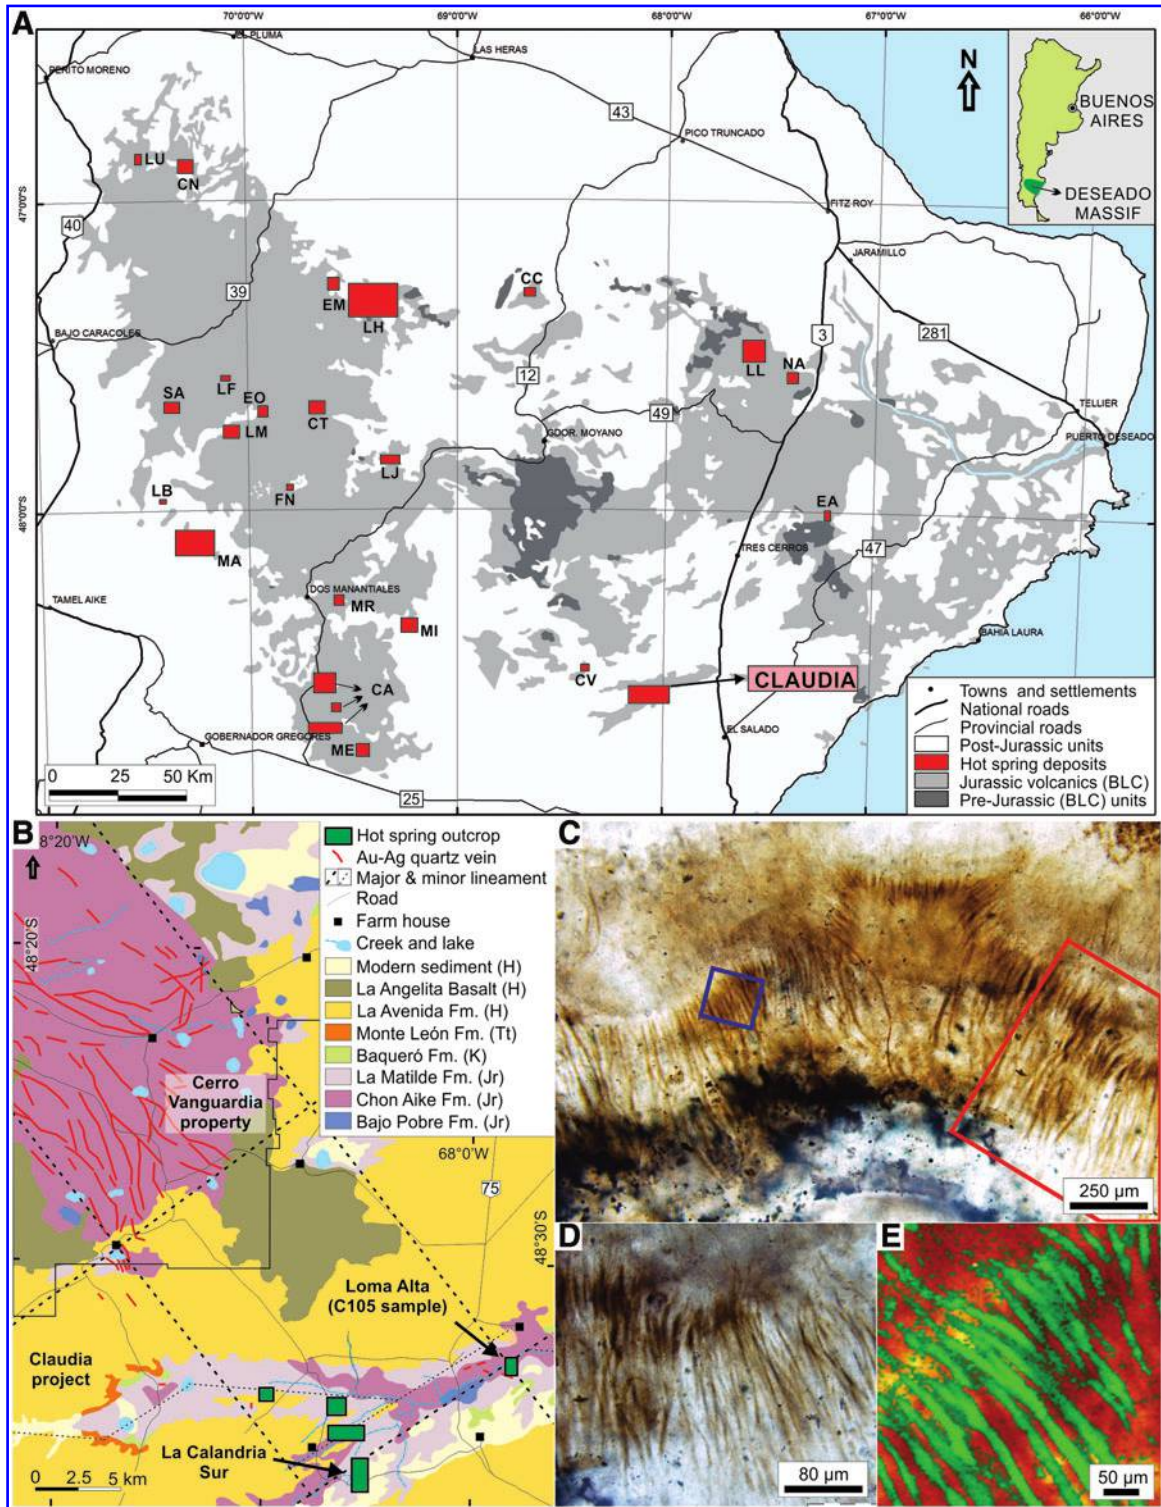 A
70°00'0"W
69°00'0"W
68°00'0"W
67°00'0"W
66°00'0"W
EL PLUMA
LAS HERAS
PERITO MORENO
N
BUENOS
AIRES
DESEADO
MASSIF
43
PICO TRUNCADO
LU
CN
47°00'0"S
FITZ ROY
40
JARAMILLO
39
CC
EM
LH
BAJO CARACOLES
3
281
LL
NA
12
LF
SA
EO
CT
LM
49
TELLIER
GDOR. MOYANO
PUERTO DESEADO
LJ
LB
FN
EA
48°00'0"S
MA
TRES CERROS
47
DOS MANANTIALES
TAMEL AIKE
MR
MI
BAHIA LAURA
CV
CLAUDIA
CA
EL SALADO
GOBERNADOR GREGORES
ME
0 25 50 Km
25
Towns and settlements
National roads
Provincial roads
Post-Jurassic units
Hot spring deposits
Jurassic volcanics (BLC)
Pre-Jurassic (BLC) units
B
8°20'W
48°20'S
Hot spring outcrop
Au-Ag quartz vein
Major & minor lineament
Road
Farm house
Creek and lake
Modern sediment (H)
La Angelita Basalt (H)
La Avenida Fm. (H)
Monte León Fm. (Tt)
Baqueró Fm. (K)
La Matilde Fm. (Jr)
Chon Aike Fm. (Jr)
Bajo Pobre Fm. (Jr)
Cerro
Vanguardia
property
68°0'W
75
48°30'S
Loma Alta
(C105 sample)
Claudia
project
La Calandria
Sur
0 2.5 5 km
C
250 µm
D
80 µm
E
50 µm